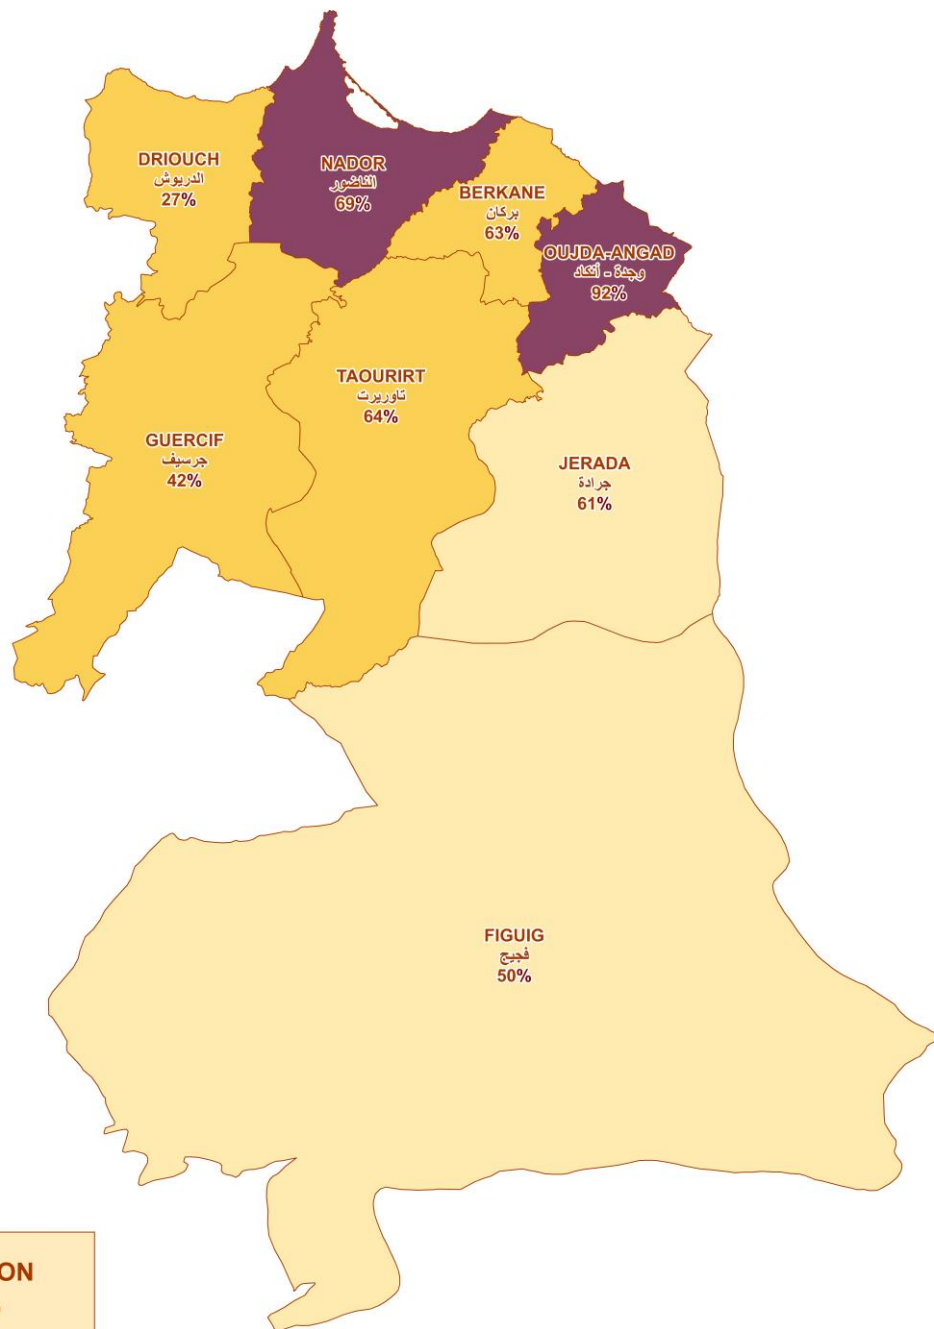 DRIOUCH
الدريوش
27%
NADOR
الناضور
69%
BERKANE
بركان
63%
OUJDA-ANGAD
وجدة - أنكاد
92%
TAOURIRT
تاوريرت
64%
GUERCIF
جرسيف
42%
JERADA
جرادة
61%
FIGUIG
فجيج
50%
ON